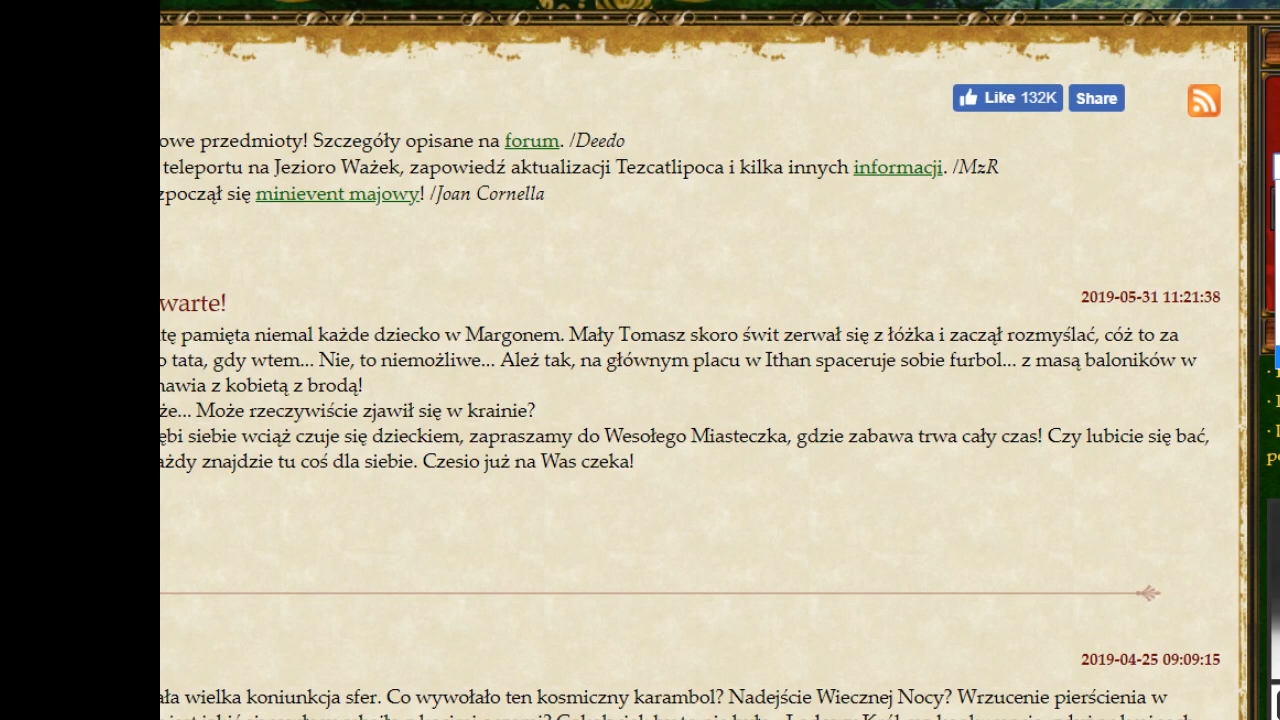 Like 132K Share
owe przedmioty! Szczegóły opisane na forum. /Deedo
teleportu na Jezioro Ważek, zapowiedź aktualizacji Tezcatlipoca i kilka innych informacji. /MzR
zpoczął się minievent majowy! /Joan Cornella
warte!
2019-05-31 11:21:38
tę pamięta niemal każde dziecko w Margonem. Mały Tomasz skoro świt zerwał się z łóżka i zaczął rozmyślać, cóż to za
o tata, gdy wtem... Nie, to niemożliwe... Ależ tak, na głównym placu w Ithan spaceruje sobie furbol... z masą baloników w
mawia z kobietą z brodą!
że... Może rzeczywiście zjawił się w krainie?
ębi siebie wciąż czuje się dzieckiem, zapraszamy do Wesołego Miasteczka, gdzie zabawa trwa cały czas! Czy lubicie się bać,
ażdy znajdzie tu coś dla siebie. Czesio już na Was czeka!
2019-04-25 09:09:15
ała wielka koniunkcja sfer. Co wywołało ten kosmiczny karambol? Nadejście Wiecznej Nocy? Wrzucenie pierścienia w